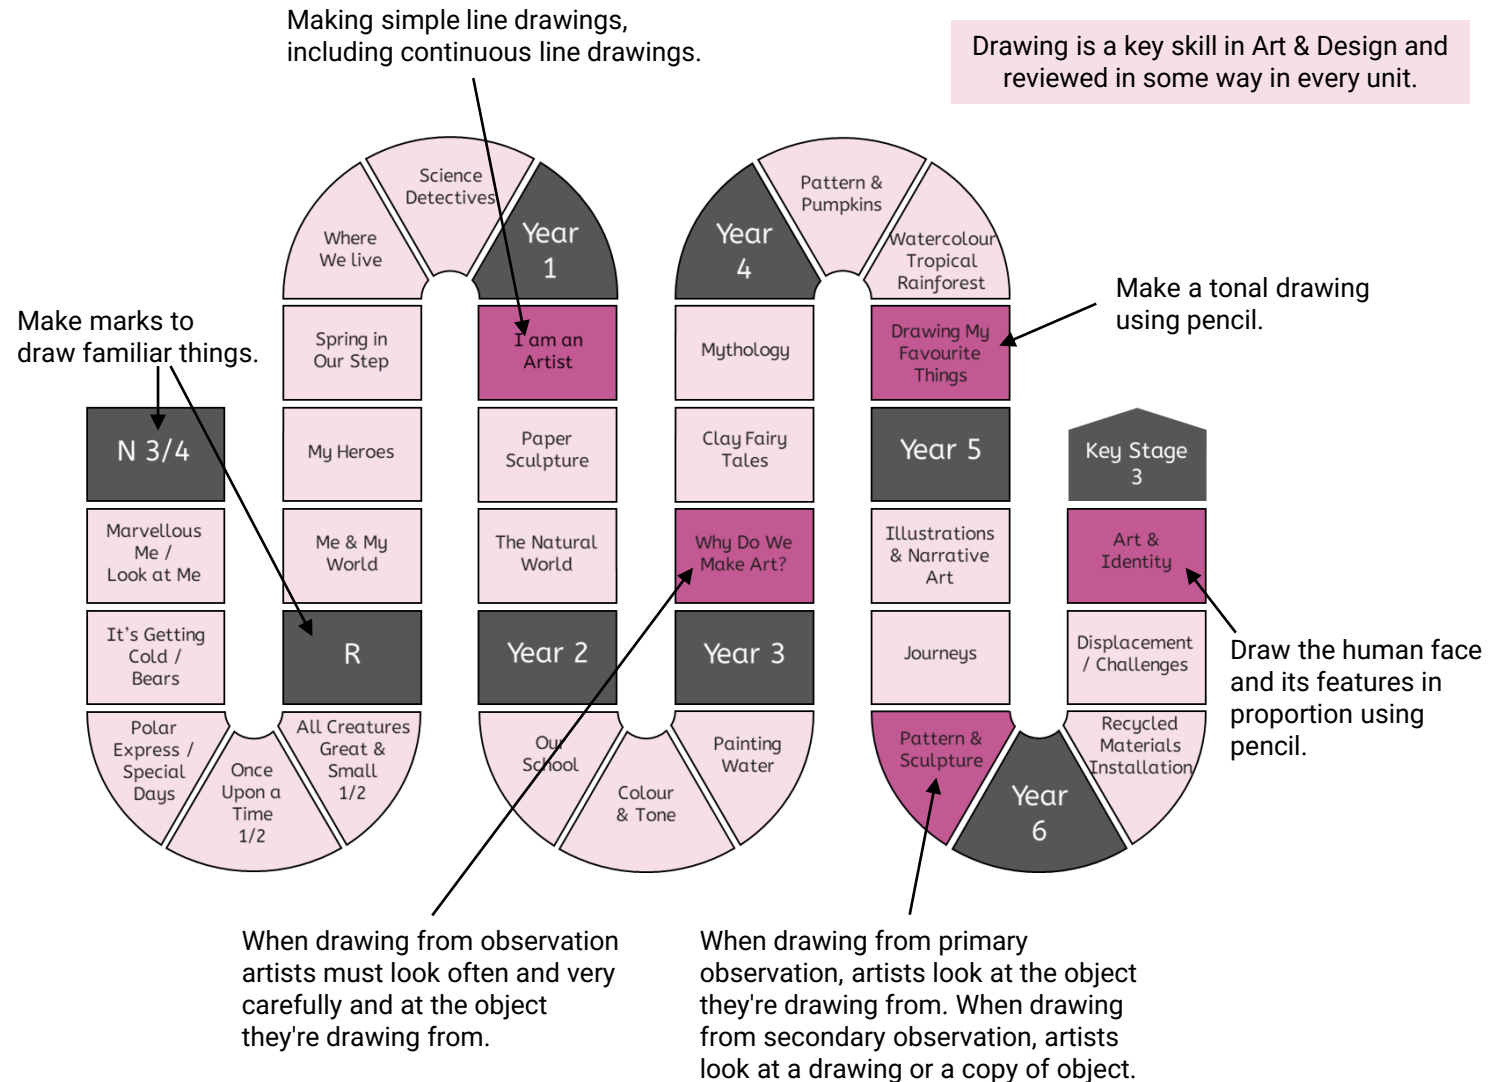 Making simple line drawings,
including continuous line drawings.
Drawing is a key skill in Art & Design and
reviewed in some way in every unit.
Make marks to
draw familiar things.
N 3/4
Marvellous
Me /
Look at Me
It's Getting
Cold /
Bears
Polar
Express /
Special
Days
Once
Upon a
Time
1/2
All Creatures
Great &
Small
1/2
R
Me & My
World
My Heroes
Spring in
Our Step
Where
We live
Science
Detectives
Year
1
I am an
Artist
Paper
Sculpture
The Natural
World
Year 2
Our
School
Colour
& Tone
Painting
Water
Year 3
Why Do We
Make Art?
Clay Fairy
Tales
Mythology
Year
4
Pattern &
Pumpkins
Watercolour
Tropical
Rainforest
Drawing My
Favourite
Things
Make a tonal drawing
using pencil.
Year 5
Illustrations
& Narrative
Art
Journeys
Pattern &
Sculpture
Year
6
Recycled
Materials
Installation
Displacement
/ Challenges
Art &
Identity
Key Stage
3
Draw the human face
and its features in
proportion using
pencil.
When drawing from observation
artists must look often and very
carefully and at the object
they're drawing from.
When drawing from primary
observation, artists look at the object
they're drawing from. When drawing
from secondary observation, artists
look at a drawing or a copy of object.